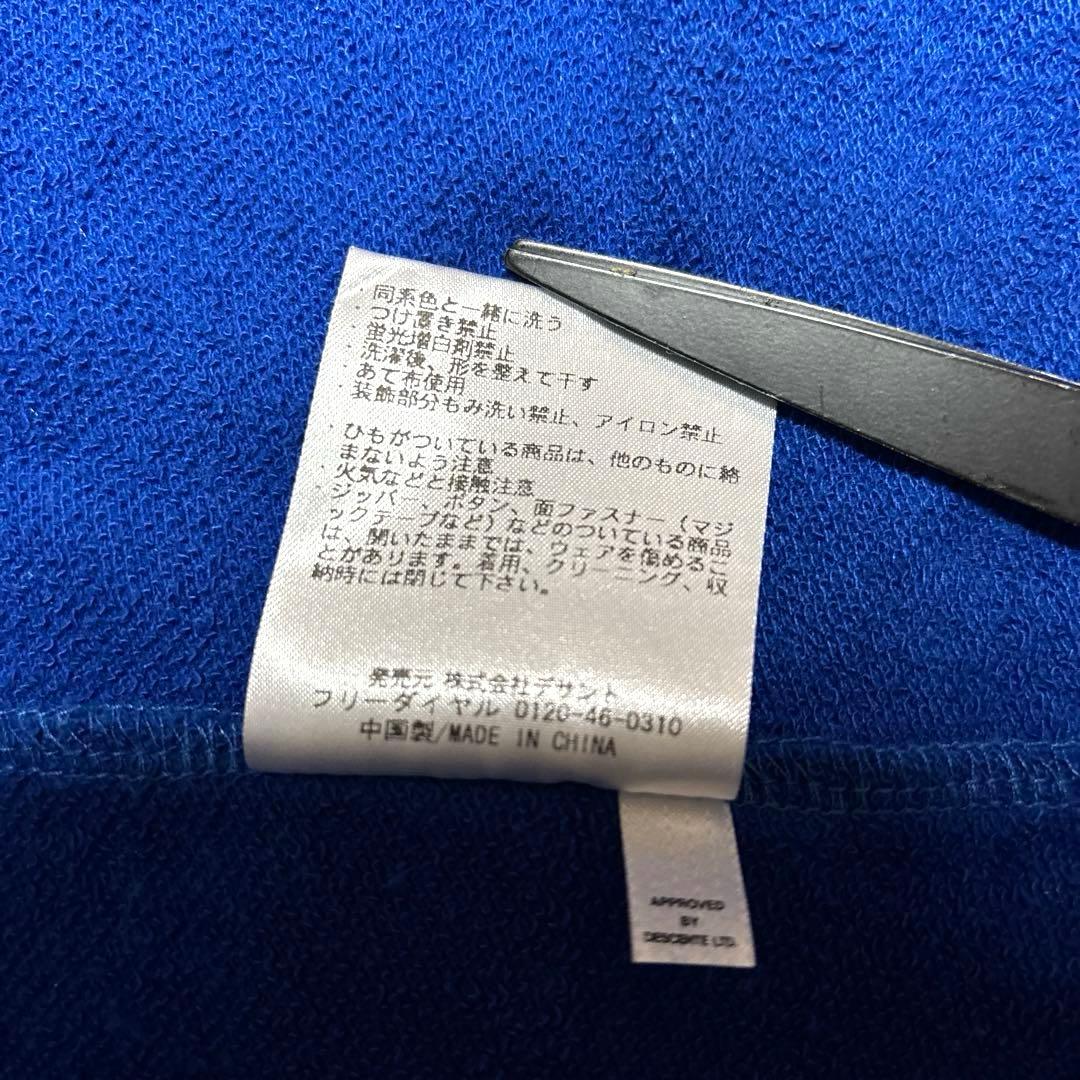 同系色と一緒に洗う
・つけ置き禁止
・蛍光増白剤禁止
・洗濯後、形を整えて干す
・あて布使用
・装飾部分もみ洗い禁止、アイロン禁止
・ひもがついている商品は、他のものに絡
まないよう注意
・火気などと接触注意
・ジッパー、ボタン、面ファスナー（マジ
ックテープなど）などのついている商品
は、開いたままでは、ウェアを傷めるこ
とがあります。着用、クリーニング、収
納時には閉じて下さい。
発売元 株式会社デサント
フリーダイヤル 0120-46-0310
中国製/MADE IN CHINA
APPROVED
BY
DESCENTE LTD.